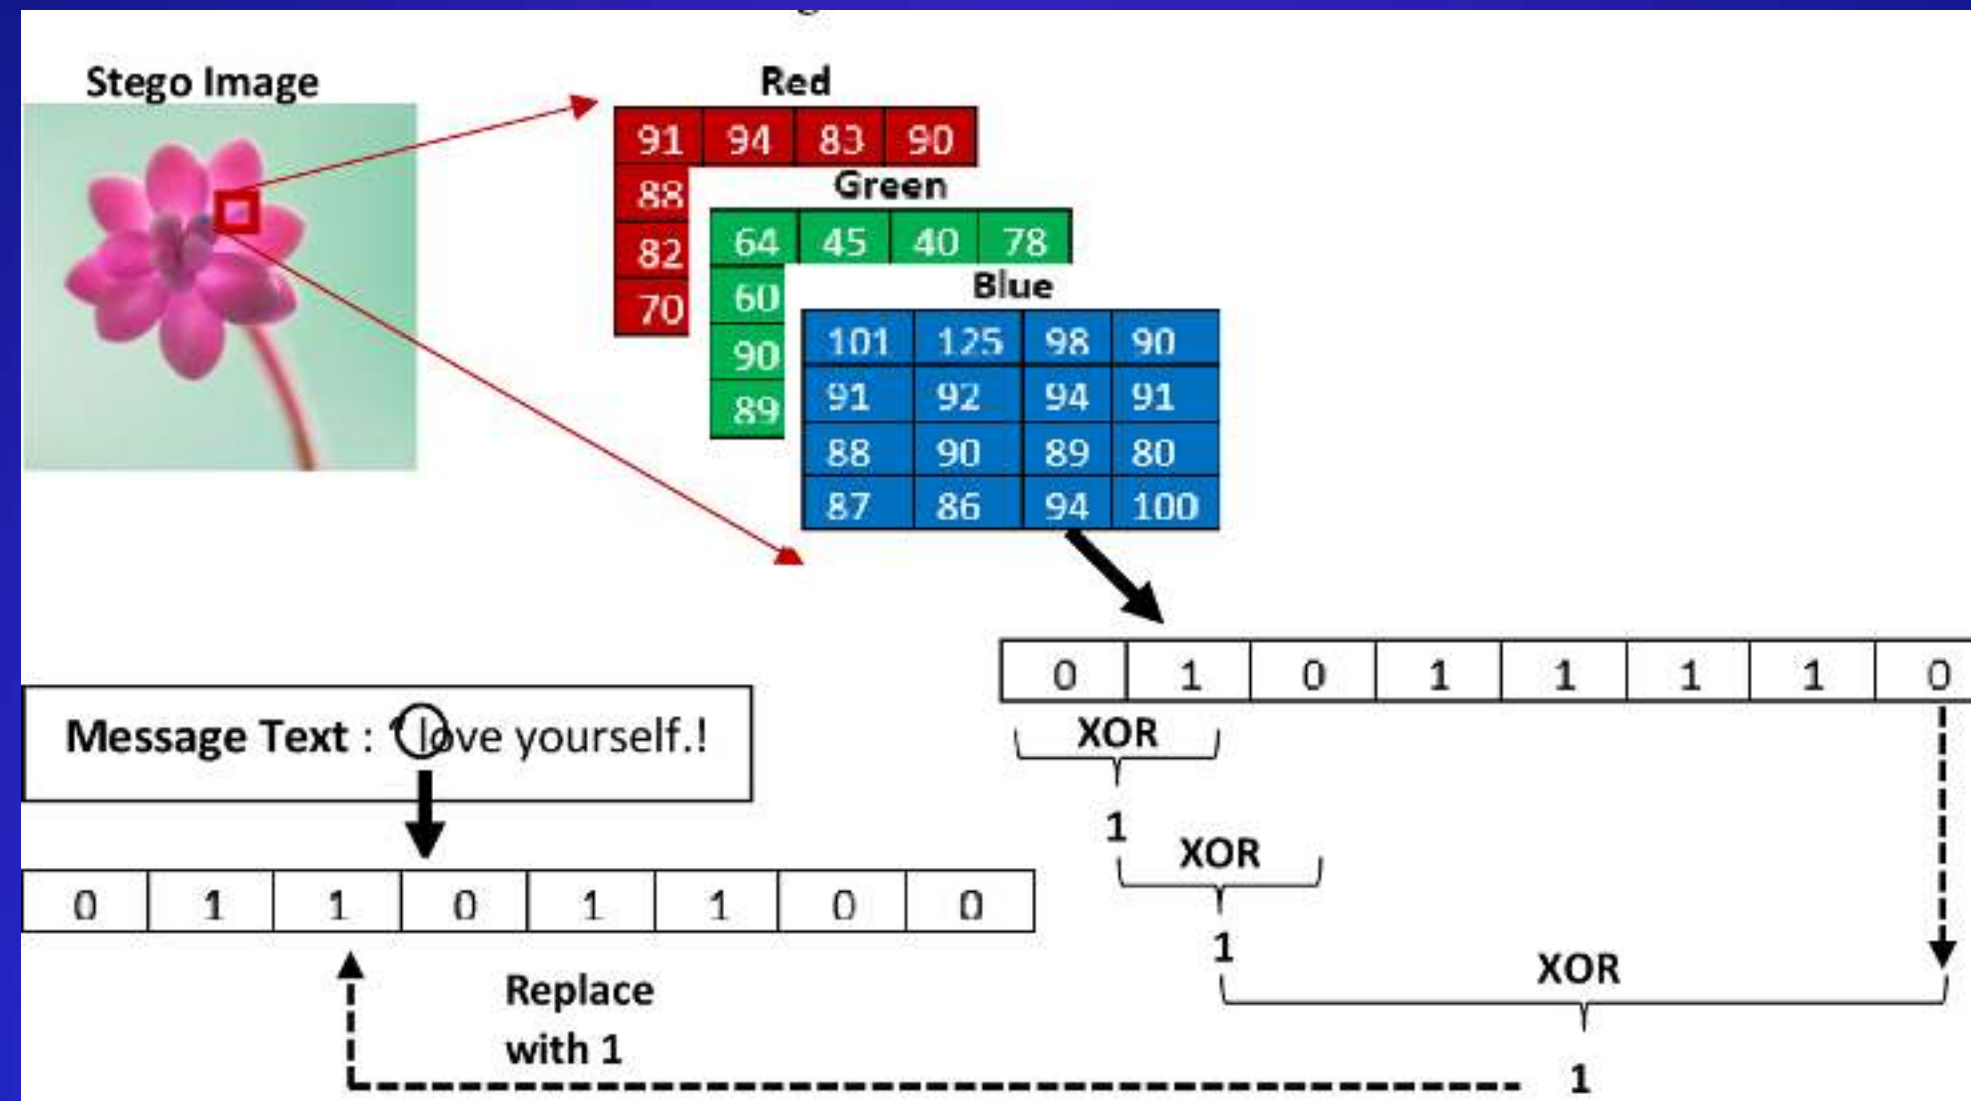 Stego Image
Red
91 94 83 90
88
82
70
Green
64 45 40 78
60
90
89
Blue
101 125 98 90
91 92 94 91
88 90 89 80
87 86 94 100
0 1 0 1 1 1 1 0
XOR
1
XOR
1
XOR
1
Message Text : “love yourself.!
0 1 1 0 1 1 0 0
Replace
with 1